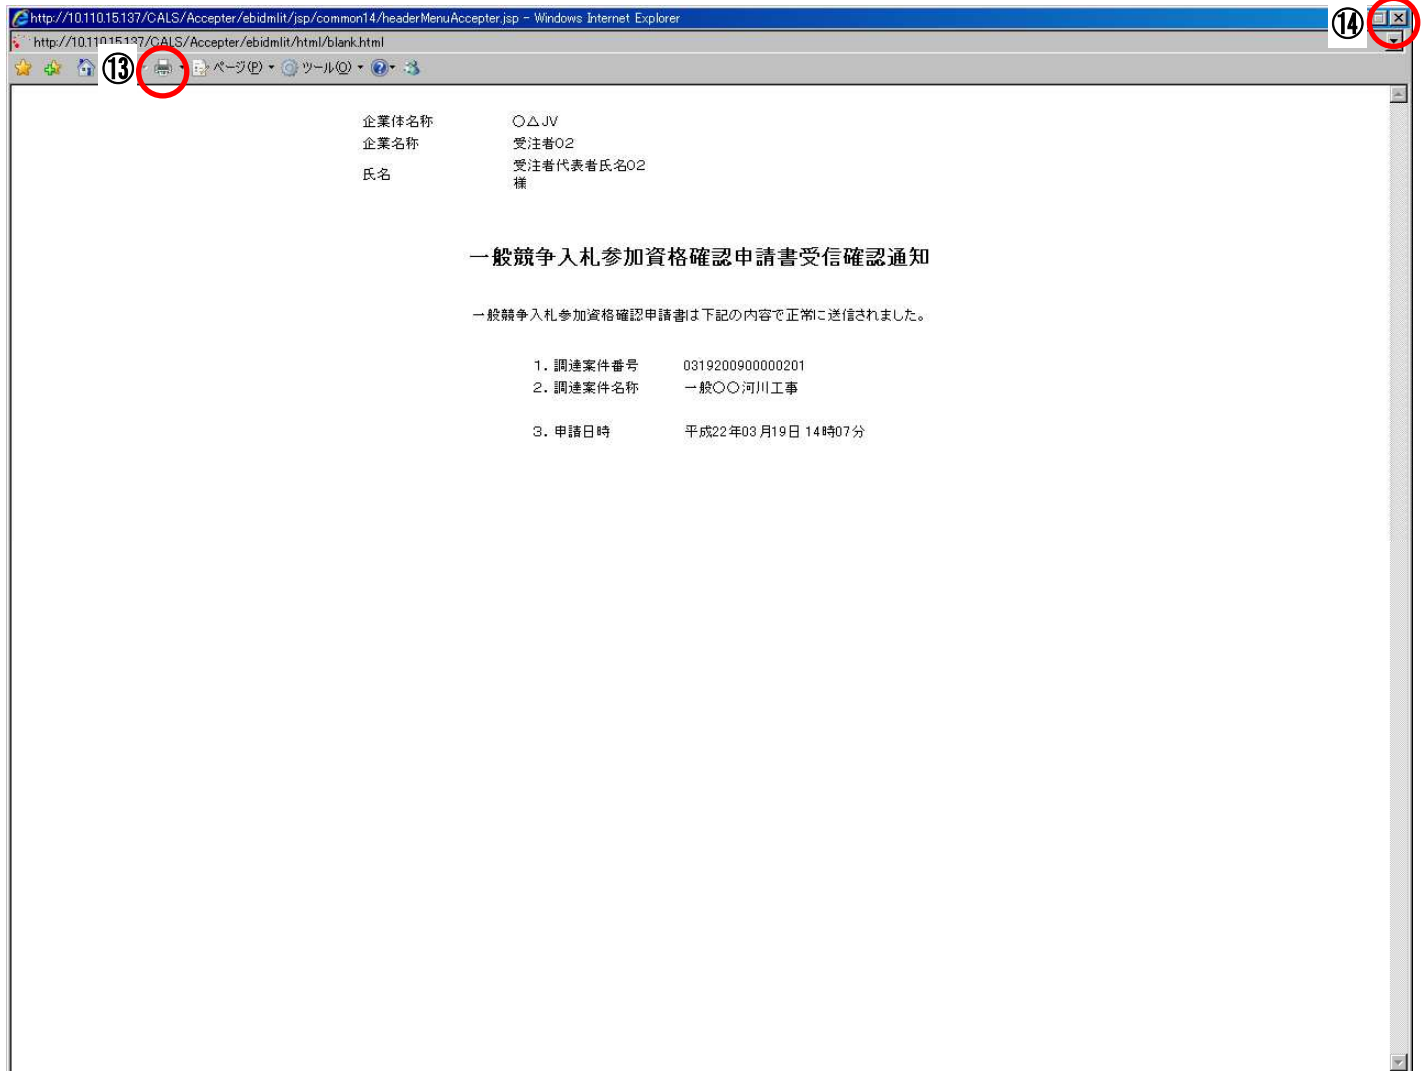 http://10.110.15.137/CALS/Accepter/ebidmlit/jsp/common14/headerMenuAccepter.jsp - Windows Internet Explorer
⑭
http://10.110.15.137/CALS/Accepter/ebidmlit/html/blank.html
⑬
ページ(P) ツール(O)
企業体名称 〇△JV
企業名称 受注者02
氏名 受注者代表者氏名02
様
一般競争入札参加資格確認申請書受信確認通知
一般競争入札参加資格確認申請書は下記の内容で正常に送信されました。
1. 調達案件番号 0319200900000201
2. 調達案件名称 一般〇〇河川工事
3. 申請日時 平成22年03月19日 14時07分